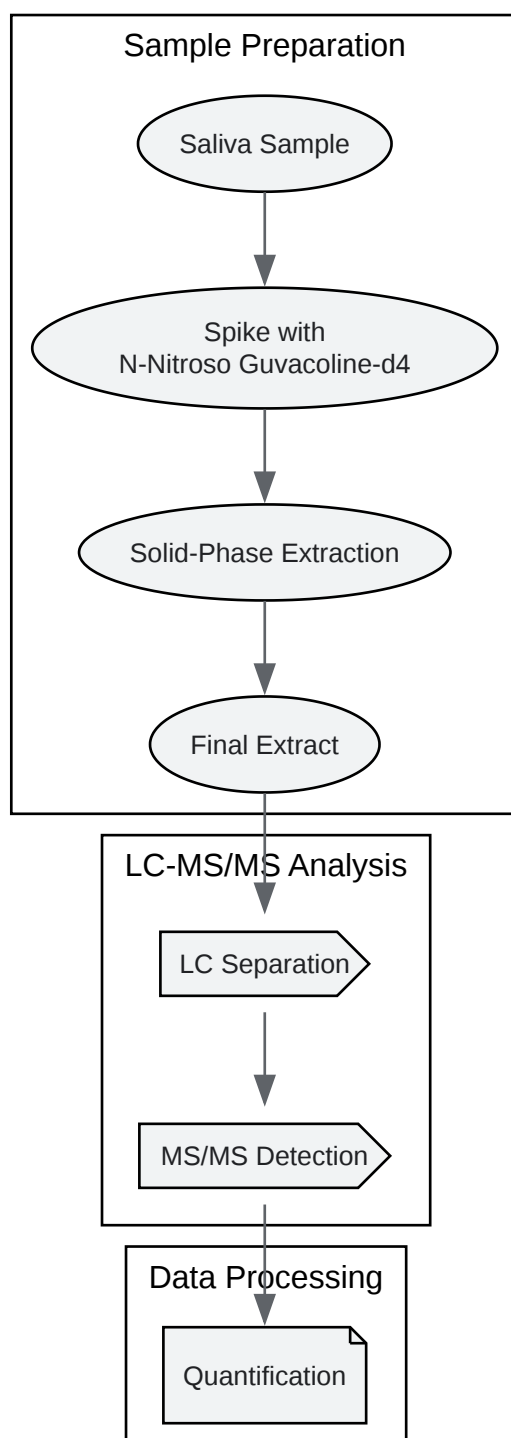 Sample Preparation
Saliva Sample
Spike with
N-Nitroso Guvacoline-d4
Solid-Phase Extraction
Final Extract
LC-MS/MS Analysis
LC Separation
MS/MS Detection
Data Processing
Quantification